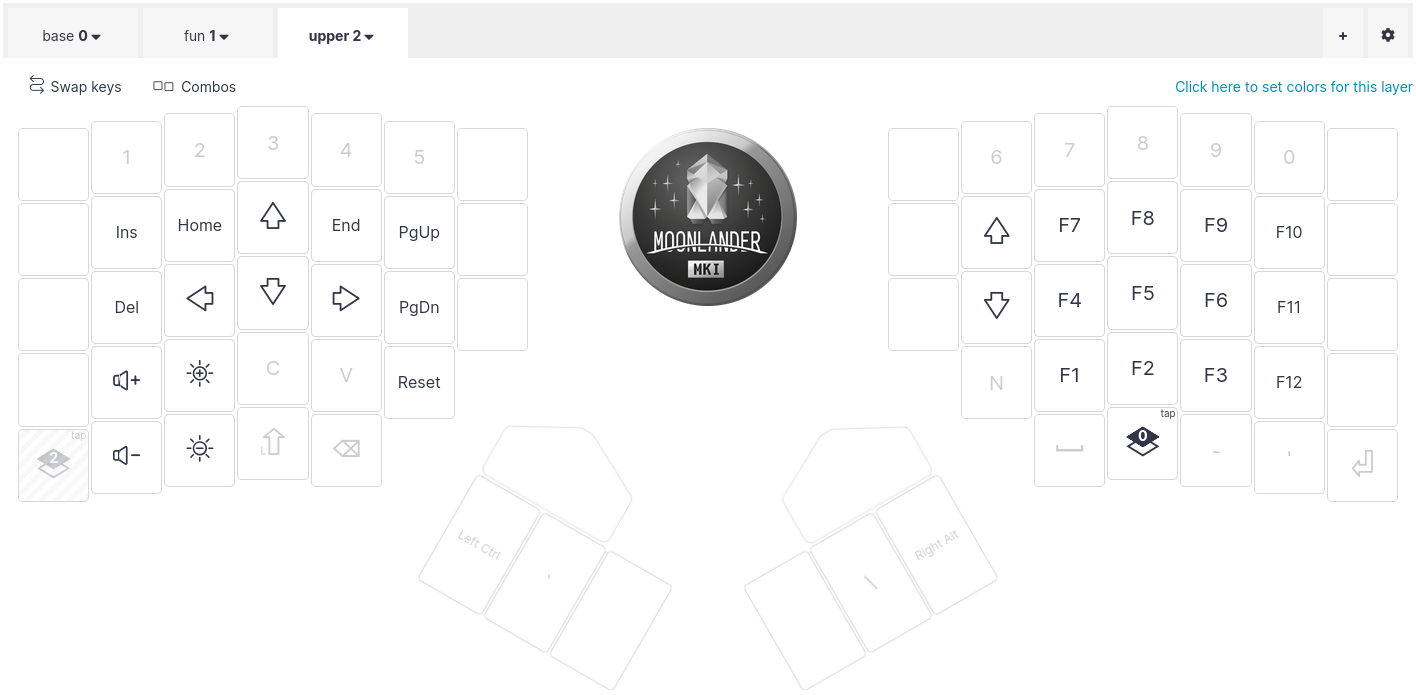 base 0
fun 1
upper 2
+
Swap keys
Combos
Click here to set colors for this layer
1
2
3
4
5
6
7
8
9
0
Ins
Home
End
PgUp
F7
F8
F9
F10
Del
PgDn
F4
F5
F6
F11
MOONLANDER
MKI
+
C
V
Reset
N
F1
F2
F3
F12
tap
2
-
L
tap
0
-
'
Left Ctrl
'
\
Right Alt